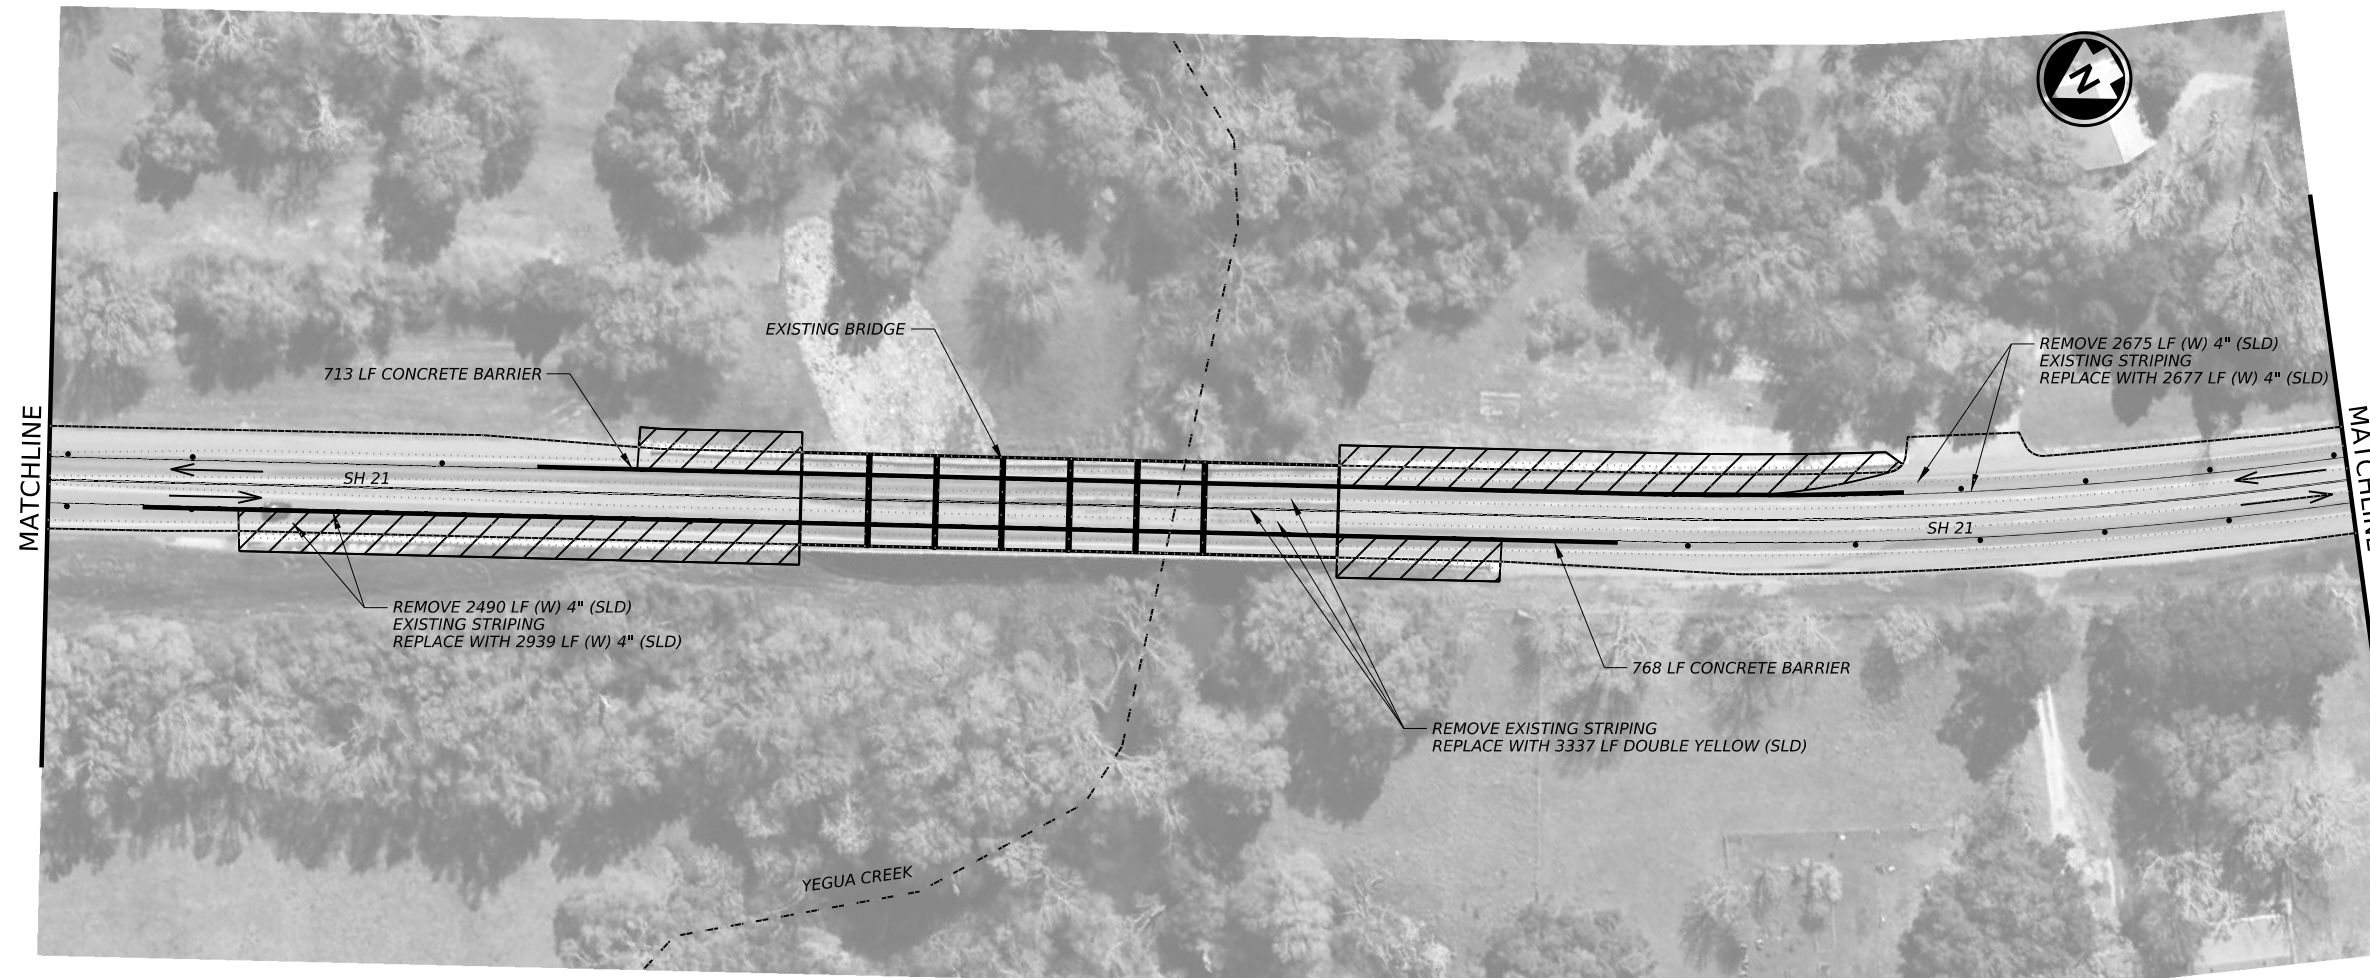 N
EXISTING BRIDGE
713 LF CONCRETE BARRIER
REMOVE 2675 LF (W) 4" (SLD)
EXISTING STRIPING
REPLACE WITH 2677 LF (W) 4" (SLD)
MATCHLINE
MATCHLINE
SH 21
SH 21
REMOVE 2490 LF (W) 4" (SLD)
EXISTING STRIPING
REPLACE WITH 2939 LF (W) 4" (SLD)
768 LF CONCRETE BARRIER
REMOVE EXISTING STRIPING
REPLACE WITH 3337 LF DOUBLE YELLOW (SLD)
YEGUA CREEK